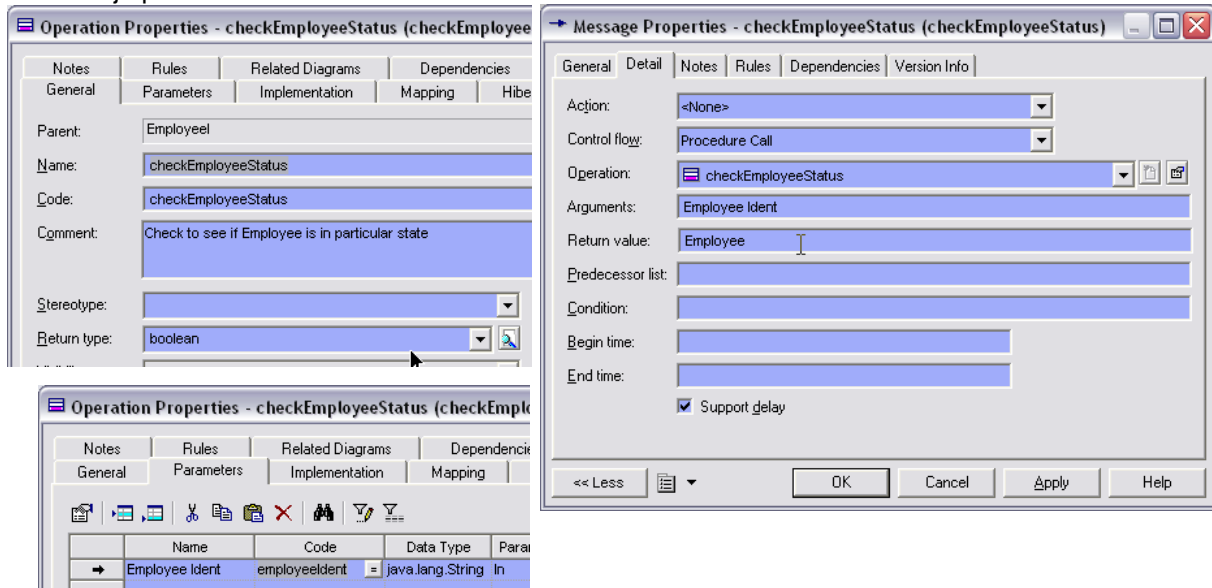 Operation Properties - checkEmployeeStatus (checkEmployee
Notes Rules Related Diagrams Dependencies
General Parameters Implementation Mapping Hibe
Parent: Employeel
Name: checkEmployeeStatus
Code: checkEmployeeStatus
Comment: Check to see if Employee is in particular state
Stereotype:
Return type: boolean
Message Properties - checkEmployeeStatus (checkEmployeeStatus)
General Detail Notes Rules Dependencies Version Info
Action: <None>
Control flow: Procedure Call
Operation: checkEmployeeStatus
Arguments: Employee Ident
Return value: Employee
Predecessor list:
Condition:
Begin time:
End time:
Support delay
<< Less OK Cancel Apply Help
Operation Properties - checkEmployeeStatus (checkEmplo
Notes Rules Related Diagrams Dependencie
General Parameters Implementation Mapping
Name Code Data Type Para
Employee Ident employeeIdent = java.lang.String In